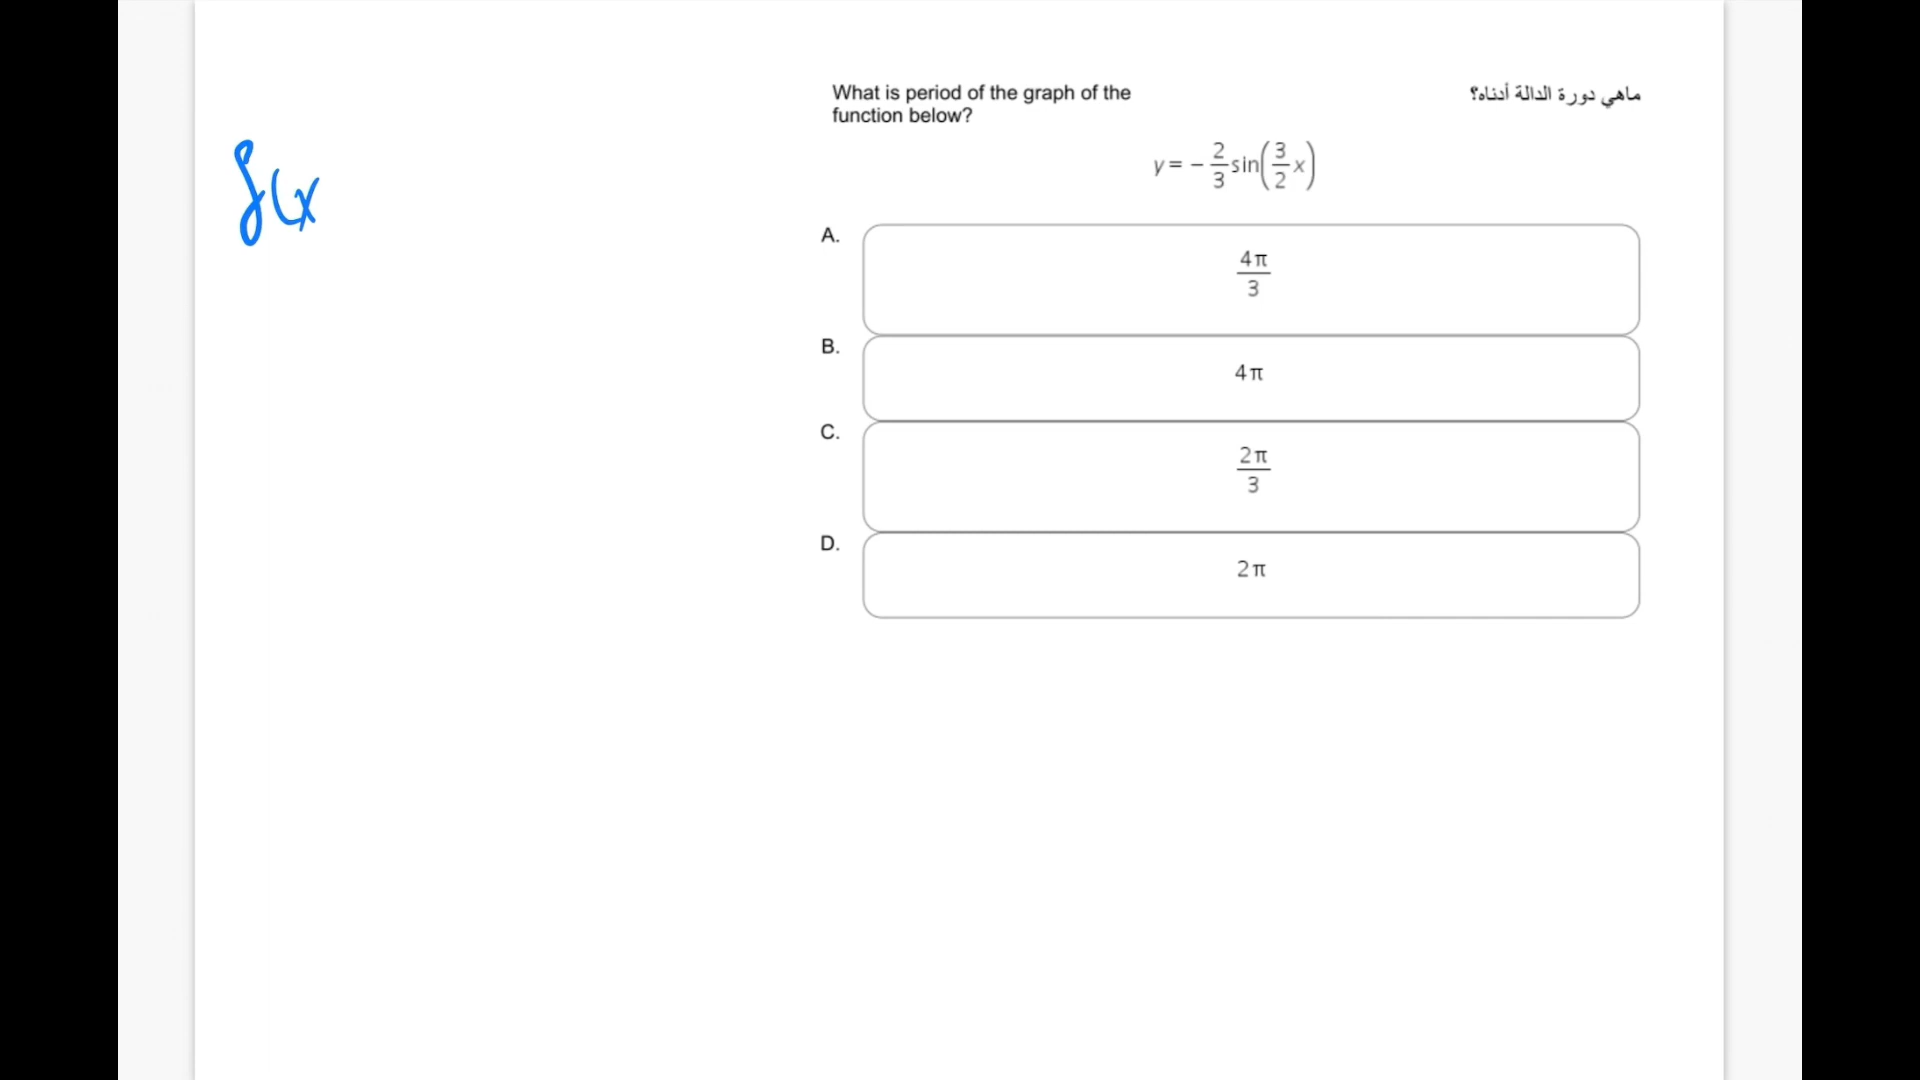 What is period of the graph of the
function below?
ماهي دورة الدالة أدناه؟
f(x
y = - 2/3 sin(3/2 x)
A.
4π/3
B.
4π
C.
2π/3
D.
2π